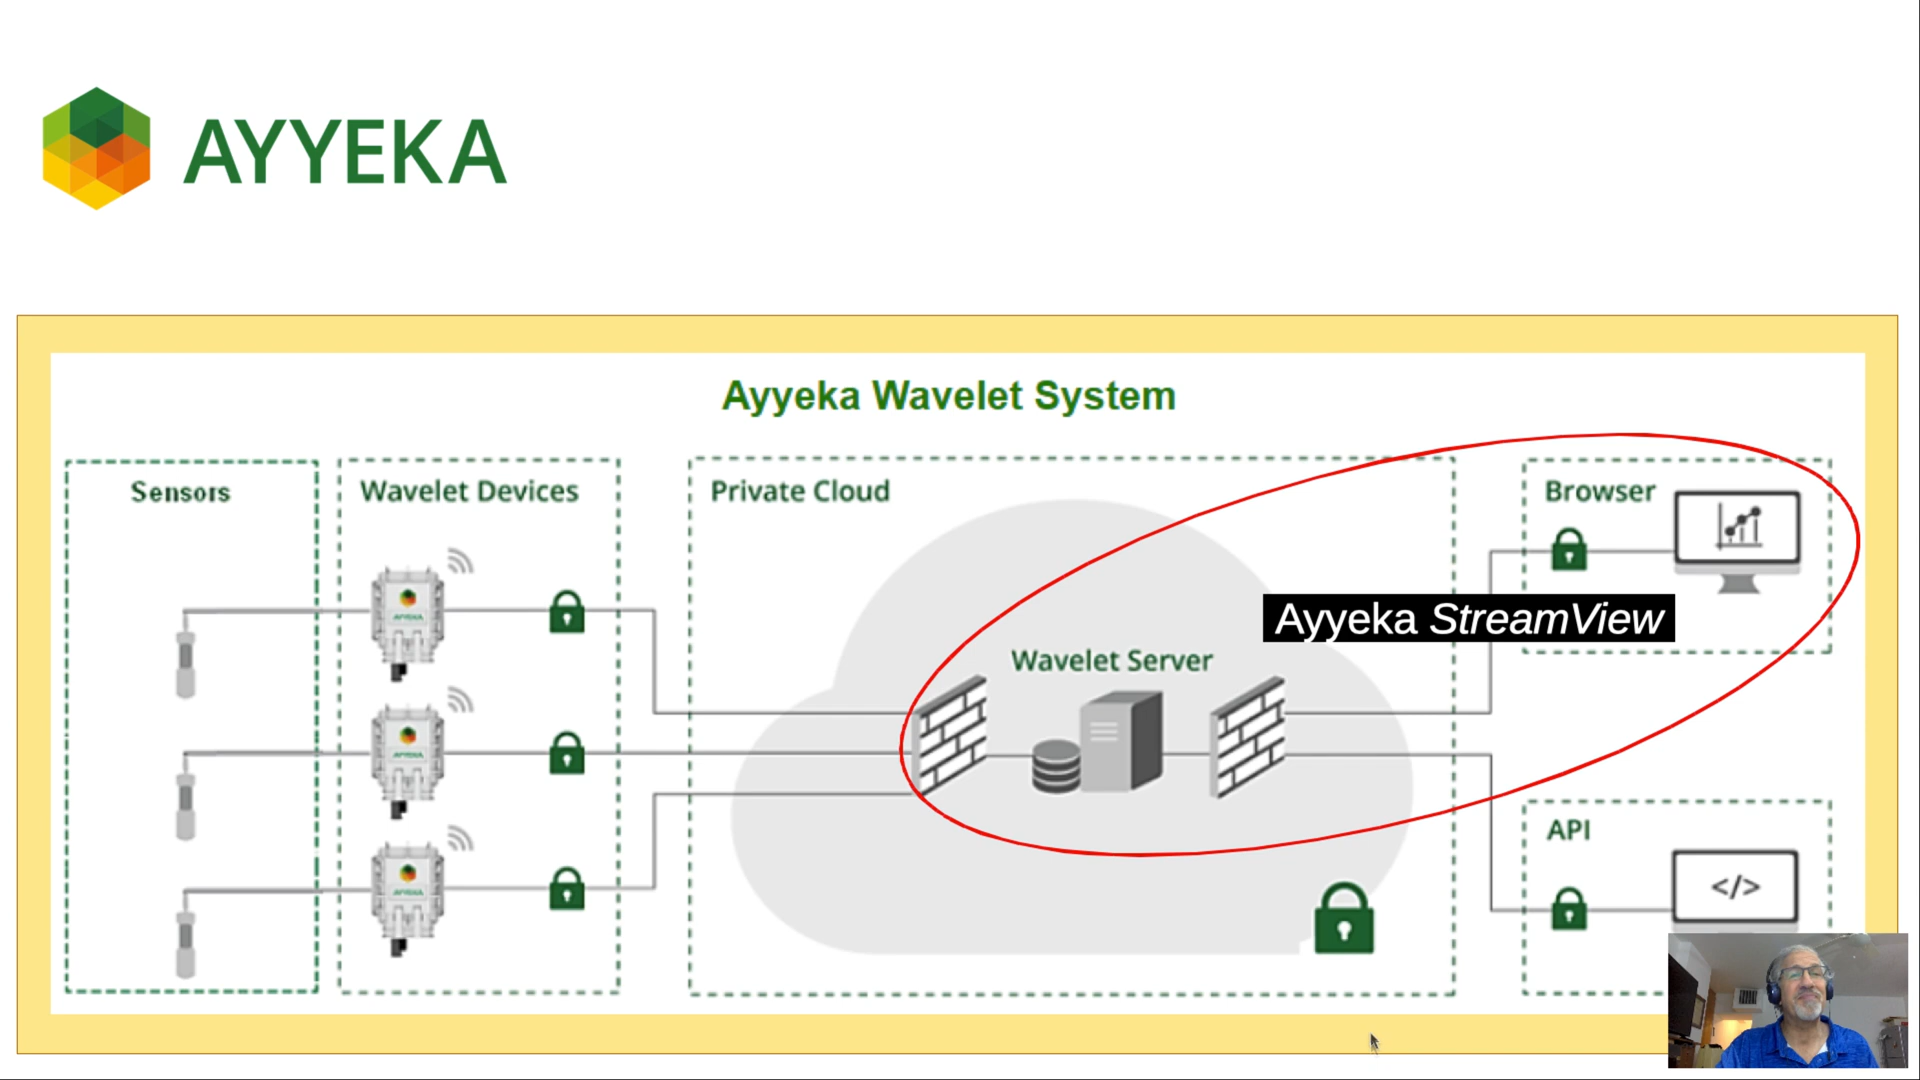 AYYEKA
Ayyeka Wavelet System
Sensors
Wavelet Devices
Private Cloud
Browser
Ayyeka StreamView
Wavelet Server
API
</>